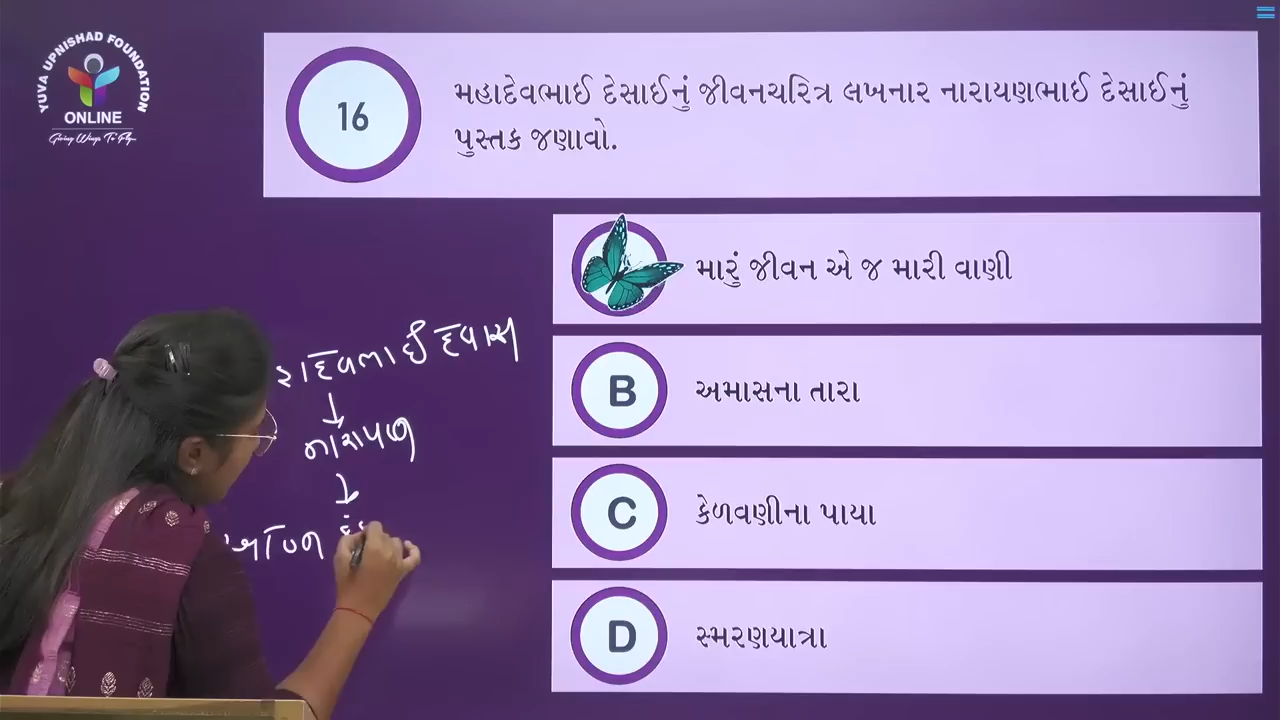 YUVA UPNISHAD FOUNDATION
ONLINE
Giving Wings To Fly...
16
મહાદેવભાઈ દેસાઈનું જીવનચરિત્ર લખનાર નારાયણભાઈ દેસાઈનું
પુસ્તક જણાવો.
મારું જીવન એ જ મારી વાણી
B
અમાસના તારા
C
કેળવણીના પાયા
D
સ્મરણયાત્રા
નારાયણ